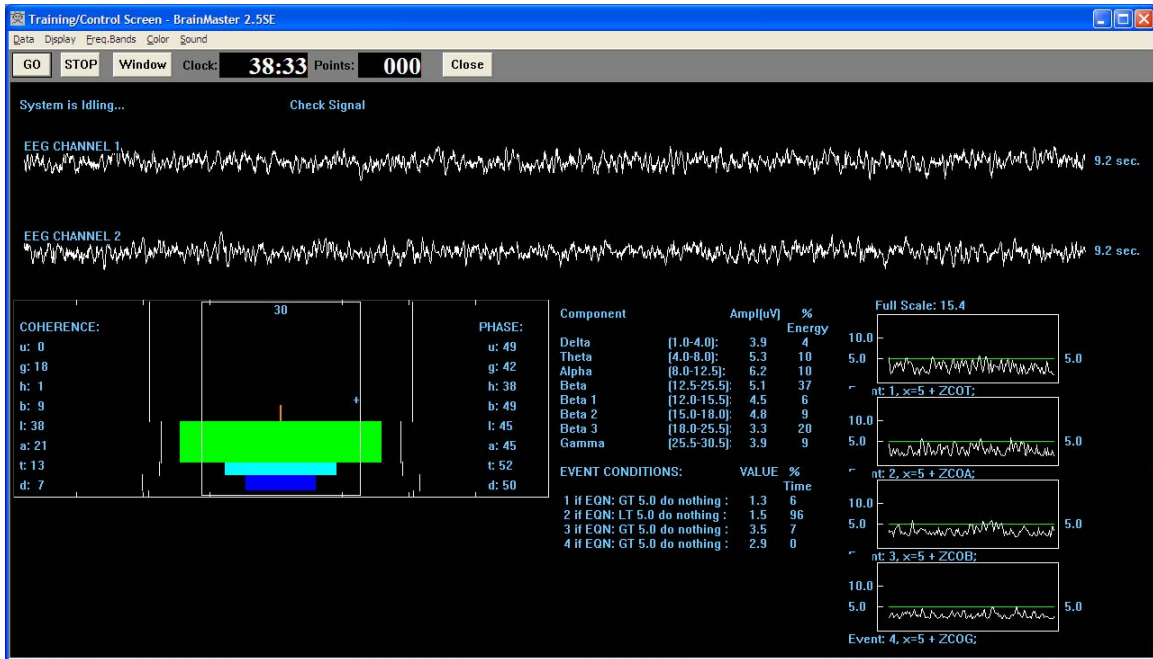 Training/Control Screen - BrainMaster 2.5SE
Data Display Freq.Bands Color Sound
GO STOP Window Clock: 38:33 Points: 000 Close
System is Idling... Check Signal
EEG CHANNEL 1
9.2 sec.
EEG CHANNEL 2
9.2 sec.
30
COHERENCE: PHASE:
u: 0 u: 49
g: 18 g: 42
h: 1 h: 38
b: 9 b: 49
l: 38 l: 45
a: 21 a: 45
t: 13 t: 52
d: 7 d: 50
Component Ampl(uV) %
Energy
Delta (1.0-4.0): 3.9 4
Theta (4.0-8.0): 5.3 10
Alpha (8.0-12.5): 6.2 10
Beta (12.5-25.5): 5.1 37
Beta 1 (12.0-15.5): 4.5 6
Beta 2 (15.0-18.0): 4.8 9
Beta 3 (18.0-25.5): 3.3 20
Gamma (25.5-30.5): 3.9 9
EVENT CONDITIONS: VALUE %
Time
1 if EQN: GT 5.0 do nothing : 1.3 6
2 if EQN: LT 5.0 do nothing : 1.5 96
3 if EQN: GT 5.0 do nothing : 3.5 7
4 if EQN: GT 5.0 do nothing : 2.9 0
Full Scale: 15.4
10.0
5.0 5.0
nt: 1, x=5 + ZCOT;
10.0
5.0 5.0
nt: 2, x=5 + ZCOA;
10.0
5.0 5.0
nt: 3, x=5 + ZCOB;
10.0
5.0 5.0
Event: 4, x=5 + ZCOG;